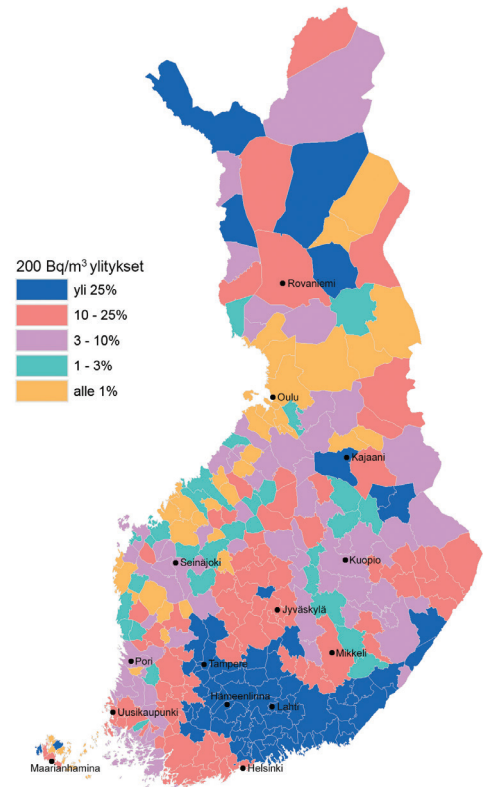 200 Bq/m³ ylitykset
yli 25%
10 - 25%
3 - 10%
1 - 3%
alle 1%
Rovaniemi
Oulu
Kajaani
Seinäjoki
Kuopio
Jyväskylä
Mikkeli
Pori
Tampere
Hämeenlinna
Lahti
Uusikaupunki
Maarianhamina
Helsinki